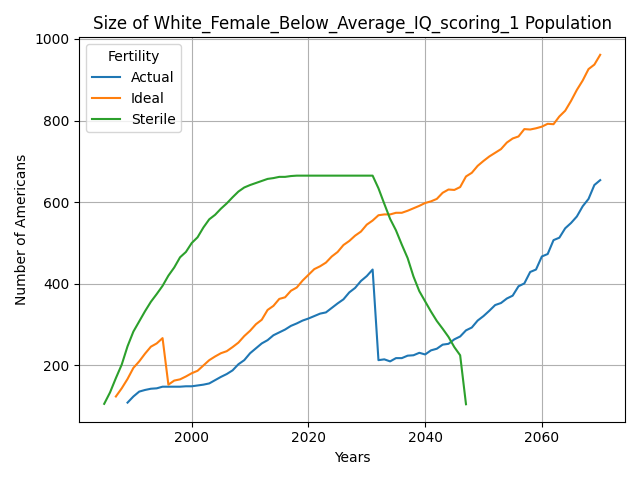 Size of White_Female_Below_Average_IQ_scoring_1 Population
Number of Americans
1000
800
600
400
200
Fertility
Actual
Ideal
Sterile
2000
2020
2040
2060
Years